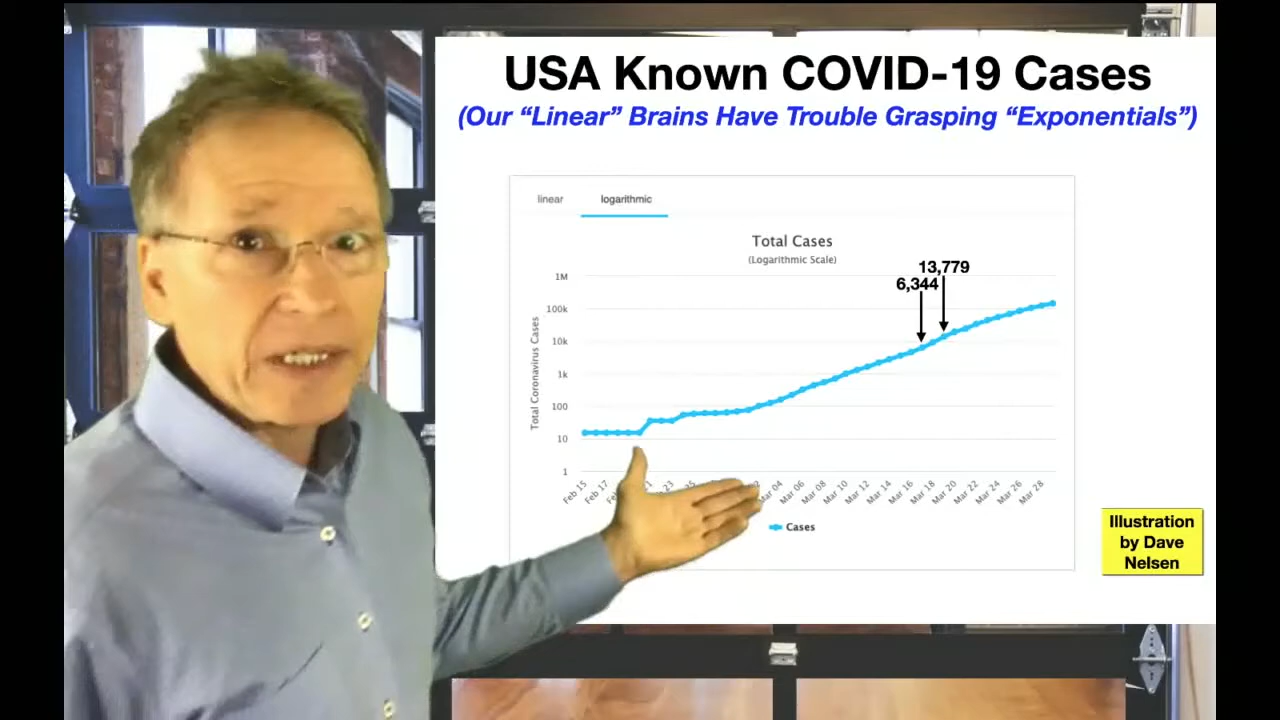 USA Known COVID-19 Cases
(Our “Linear” Brains Have Trouble Grasping “Exponentials”)
linear
logarithmic
Total Cases
(Logarithmic Scale)
13,779
6,344
Total Coronavirus Cases
1M
100k
10k
1k
100
10
1
Feb 15
Feb 17
Mar 04
Mar 06
Mar 08
Mar 10
Mar 12
Mar 14
Mar 16
Mar 18
Mar 20
Mar 22
Mar 24
Mar 26
Mar 28
Cases
Illustration
by Dave
Nelsen